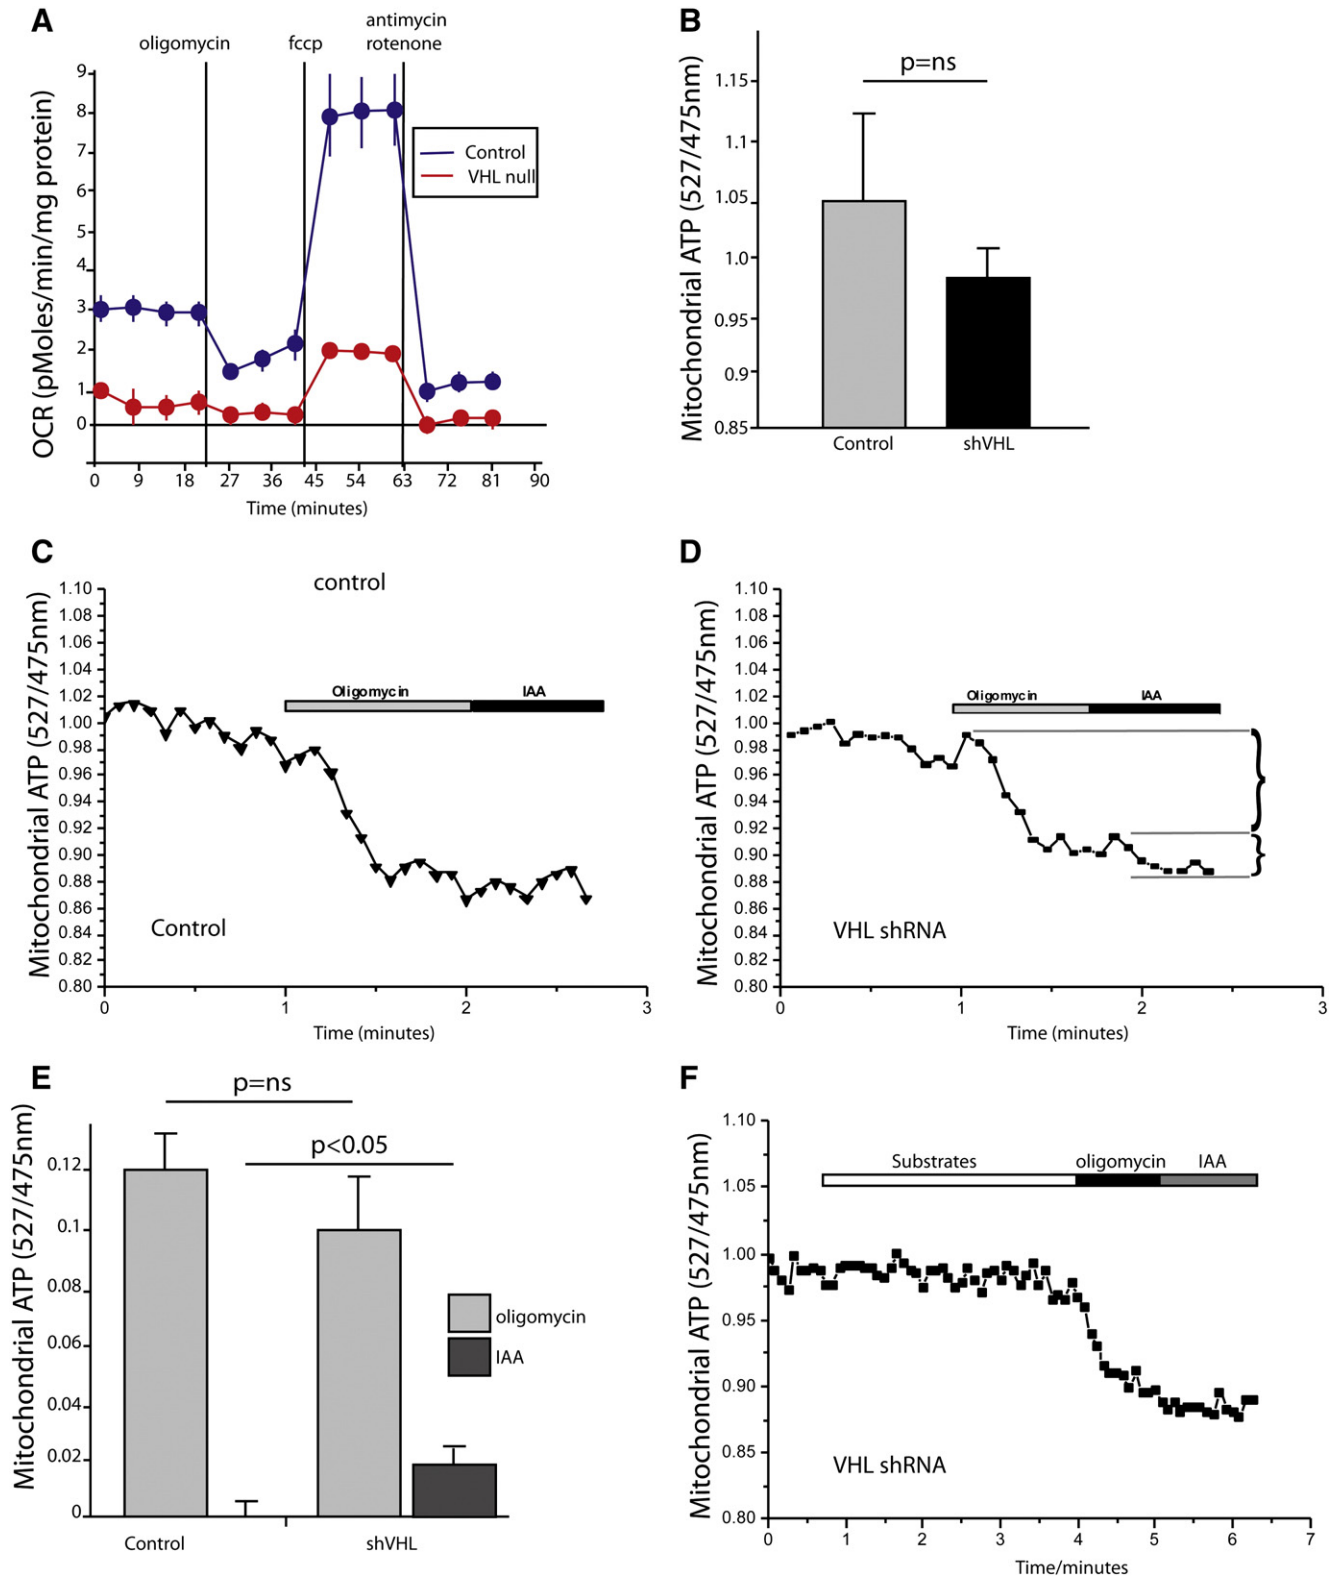 A
oligomycin
fccp
antimycin
rotenone
OCR (pMoles/min/mg protein)
9
8
7
6
5
4
3
2
1
0
Control
VHL null
0 9 18 27 36 45 54 63 72 81 90
Time (minutes)
B
p=ns
Mitochondrial ATP (527/475nm)
1.15
1.1
1.05
1.0
0.95
0.9
0.85
Control shVHL
C
control
Mitochondrial ATP (527/475nm)
1.10
1.08
1.06
1.04
1.02
1.00
0.98
0.96
0.94
0.92
0.90
0.88
0.86
0.84
0.82
0.80
Oligomycin IAA
Control
0 1 2 3
Time (minutes)
D
Mitochondrial ATP (527/475nm)
1.10
1.08
1.06
1.04
1.02
1.00
0.98
0.96
0.94
0.92
0.90
0.88
0.86
0.84
0.82
0.80
Oligomycin IAA
VHL shRNA
0 1 2 3
Time (minutes)
E
p=ns
p<0.05
Mitochondrial ATP (527/475nm)
0.12
0.1
0.08
0.06
0.04
0.02
0
oligomycin
IAA
Control shVHL
F
Mitochondrial ATP (527/475nm)
1.10
1.05
1.00
0.95
0.90
0.85
0.80
Substrates oligomycin IAA
VHL shRNA
0 1 2 3 4 5 6 7
Time/minutes